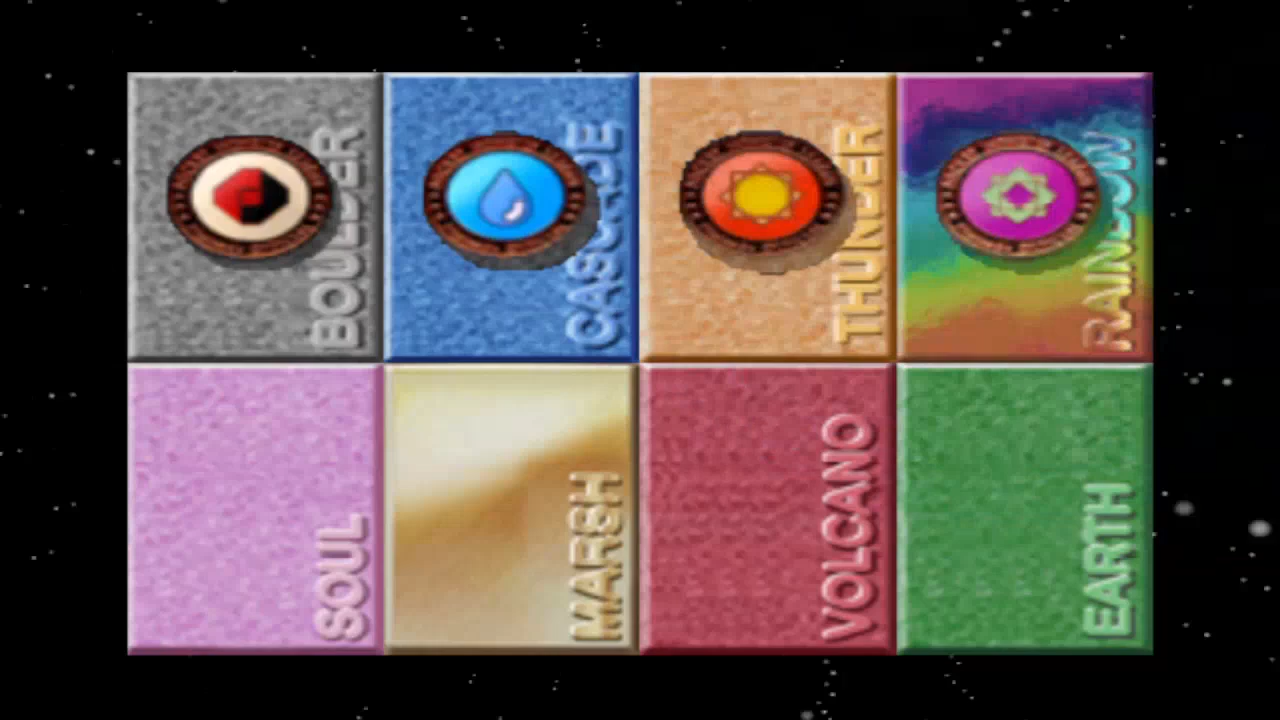 BOULDER
CASCADE
THUNDER
RAINBOW
SOUL
MARSH
VOLCANO
EARTH